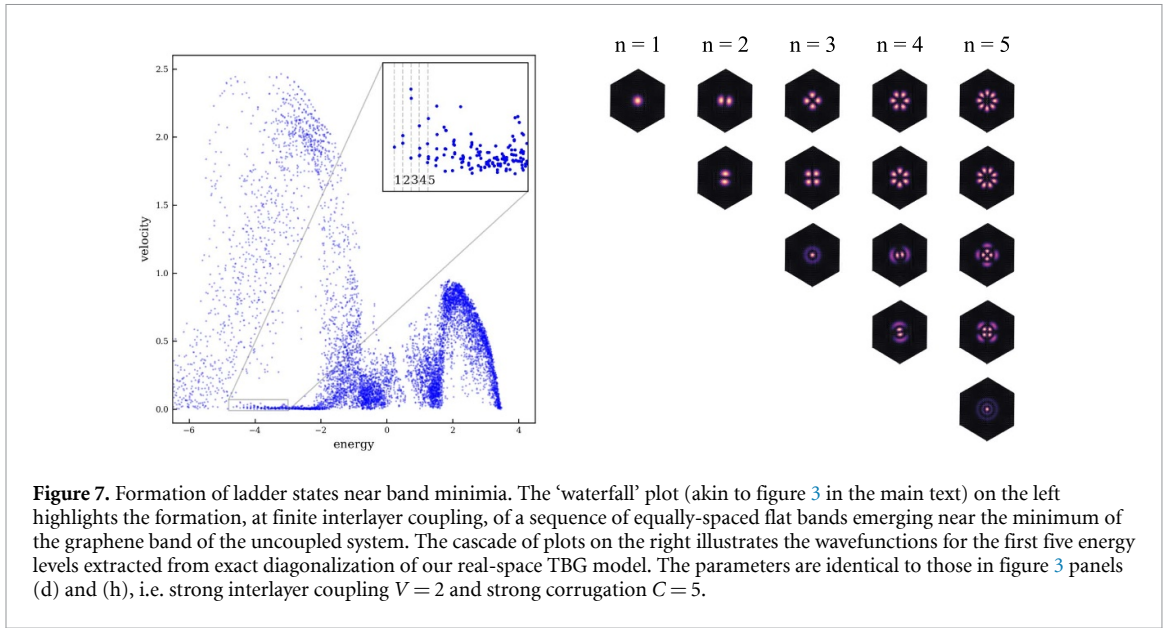 n = 1 n = 2 n = 3 n = 4 n = 5
2.5
2.0
1.5
1.0
0.5
0.0
velocity
12345
−6 −4 −2 0 2 4
energy
Figure 7. Formation of ladder states near band minimia. The ‘waterfall’ plot (akin to figure 3 in the main text) on the left
highlights the formation, at finite interlayer coupling, of a sequence of equally-spaced flat bands emerging near the minimum of
the graphene band of the uncoupled system. The cascade of plots on the right illustrates the wavefunctions for the first five energy
levels extracted from exact diagonalization of our real-space TBG model. The parameters are identical to those in figure 3 panels
(d) and (h), i.e. strong interlayer coupling V = 2 and strong corrugation C = 5.